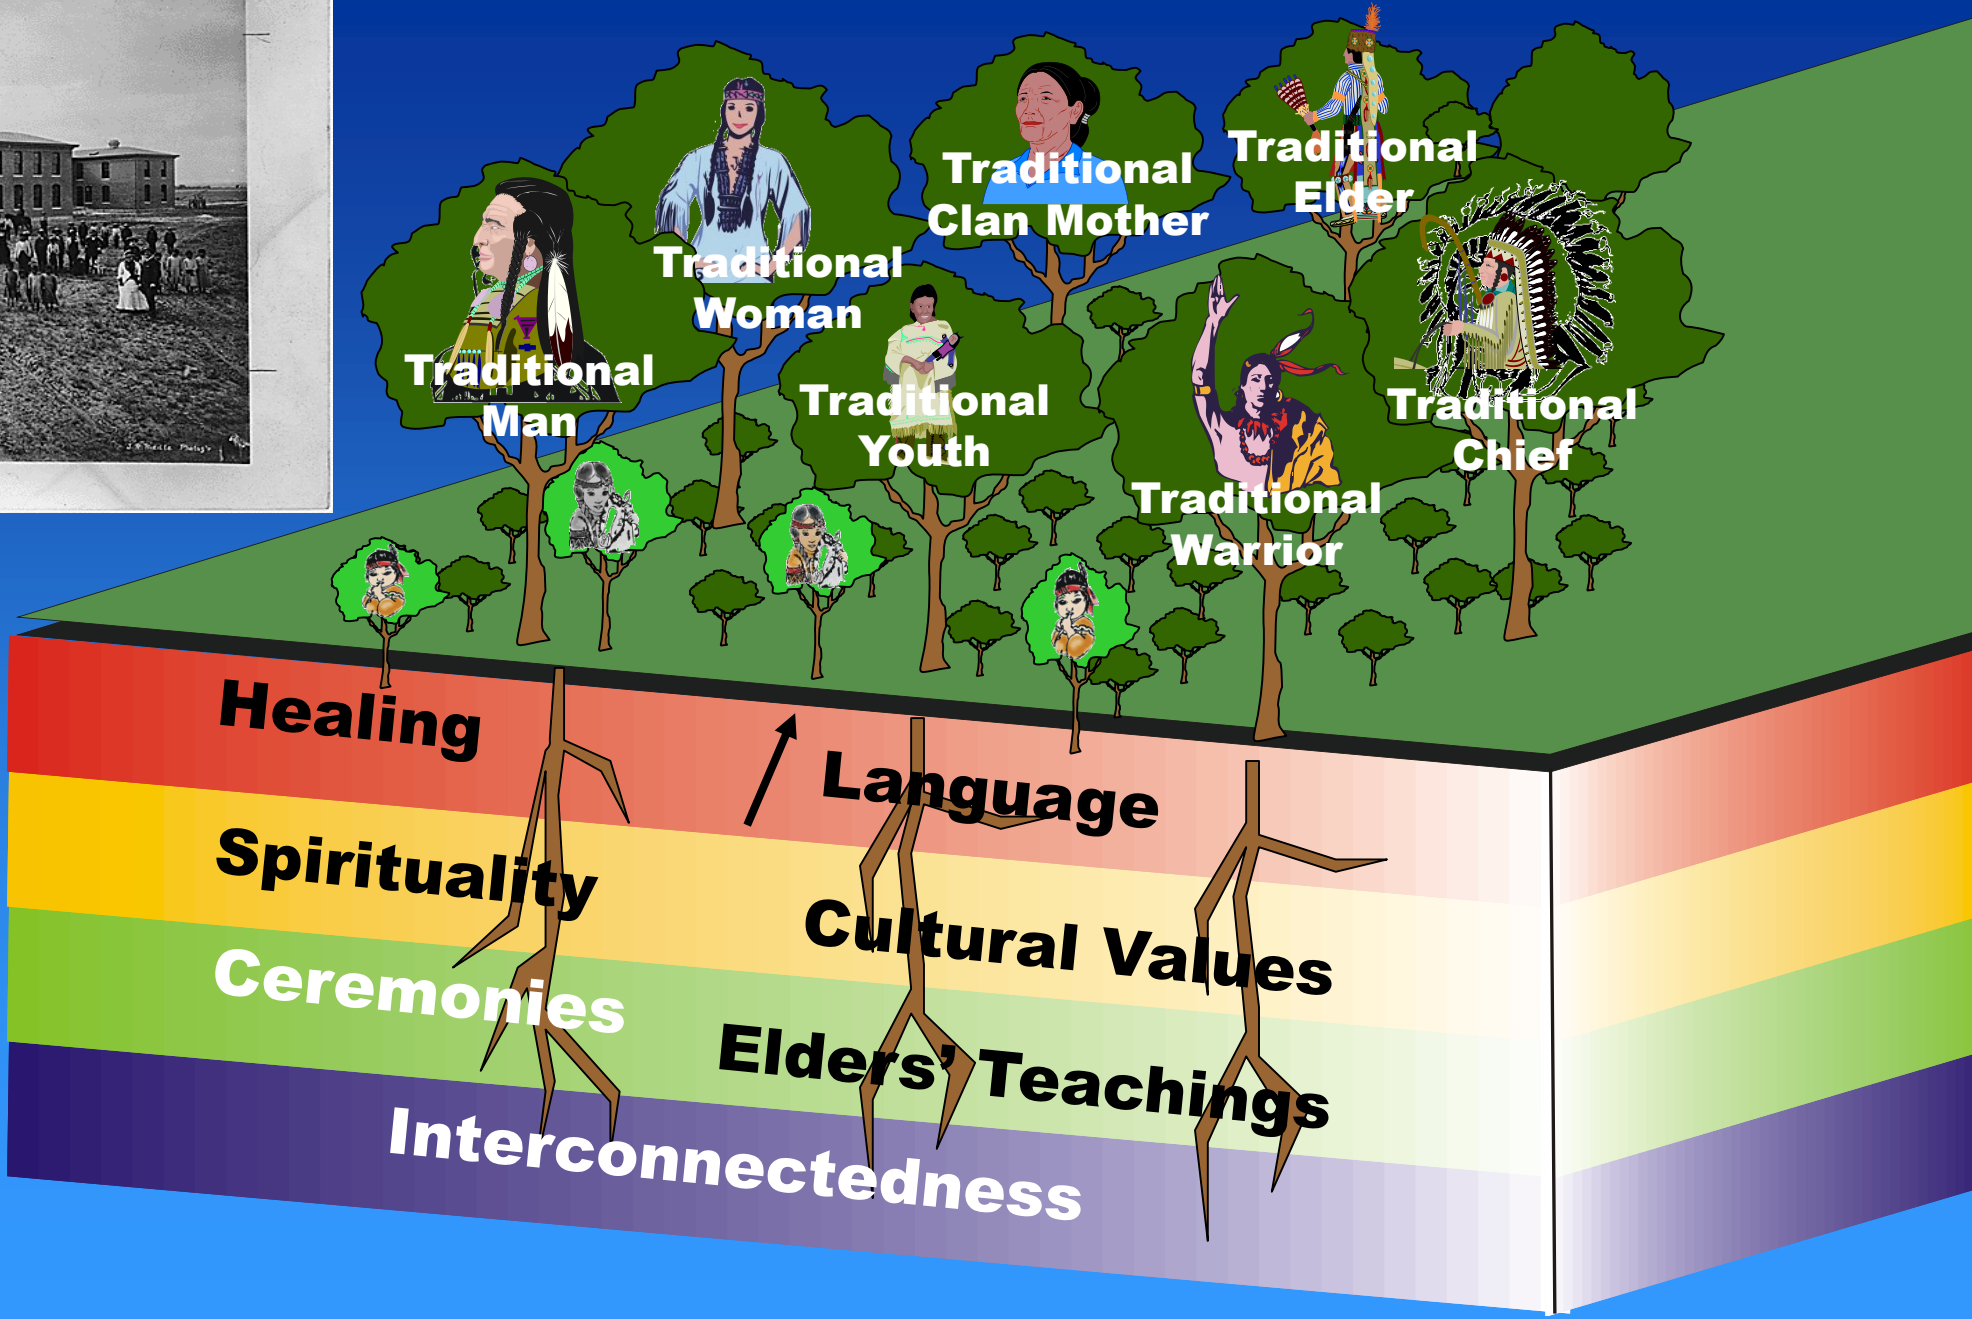 Traditional
Elder
Traditional
Clan Mother
Traditional
Woman
Traditional
Man
Traditional
Youth
Traditional
Chief
Traditional
Warrior
Healing
Language
Spirituality
Cultural Values
Ceremonies
Elders’ Teachings
Interconnectedness